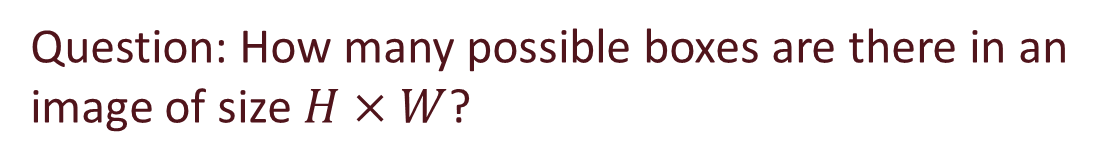 Question: How many possible boxes are there in an
image of size H × W?